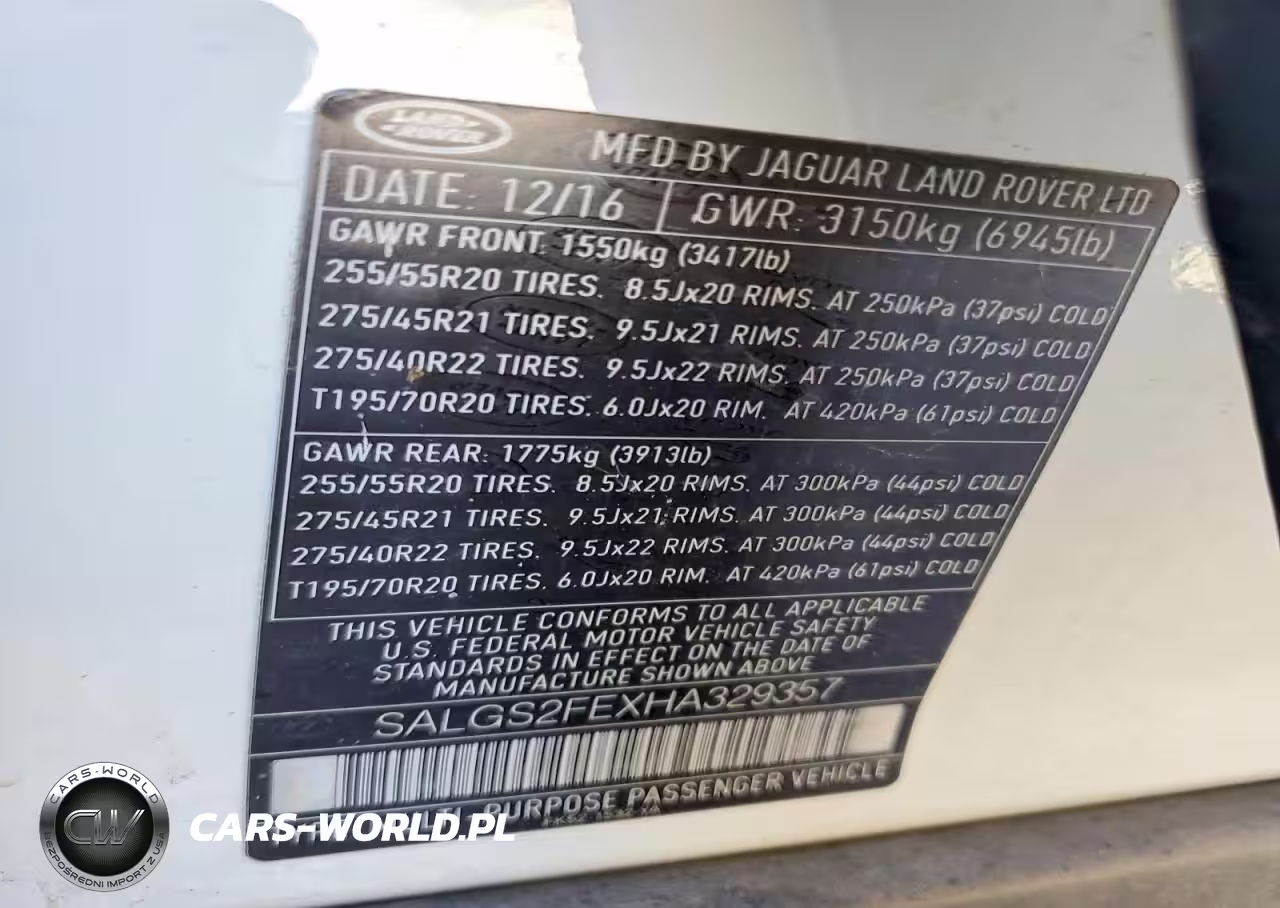 LAND
ROVER
MFD BY JAGUAR LAND ROVER LTD
DATE: 12/16 GWR: 3150kg (6945lb)
GAWR FRONT: 1550kg (3417lb)
255/55R20 TIRES. 8.5Jx20 RIMS. AT 250kPa (37psi) COLD
275/45R21 TIRES. 9.5Jx21 RIMS. AT 250kPa (37psi) COLD
275/40R22 TIRES. 9.5Jx22 RIMS. AT 250kPa (37psi) COLD
T195/70R20 TIRES. 6.0Jx20 RIM. AT 420kPa (61psi) COLD
GAWR REAR: 1775kg (3913lb)
255/55R20 TIRES. 8.5Jx20 RIMS. AT 300kPa (44psi) COLD
275/45R21 TIRES. 9.5Jx21 RIMS. AT 300kPa (44psi) COLD
275/40R22 TIRES. 9.5Jx22 RIMS. AT 300kPa (44psi) COLD
T195/70R20 TIRES. 6.0Jx20 RIM. AT 420kPa (61psi) COLD
THIS VEHICLE CONFORMS TO ALL APPLICABLE
U.S. FEDERAL MOTOR VEHICLE SAFETY
STANDARDS IN EFFECT ON THE DATE OF
MANUFACTURE SHOWN ABOVE
SALGS2FEXHA329357
PURPOSE PASSENGER VEHICLE
CARS-WORLD
CW
BEZPOŚREDNI IMPORT Z USA
CARS-WORLD.PL